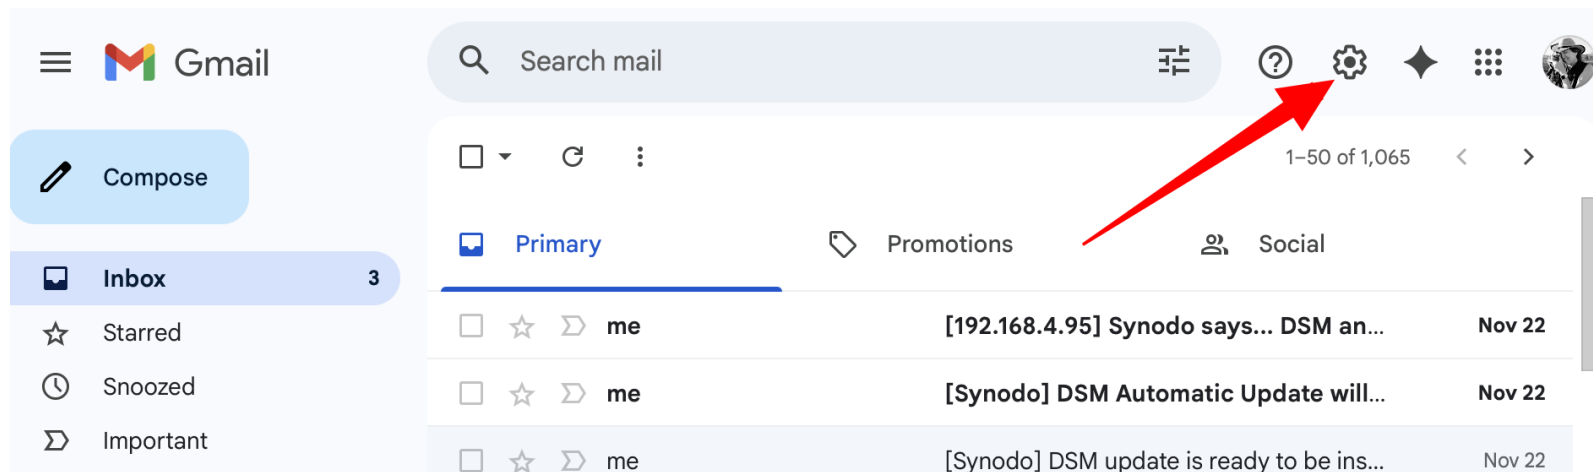 Gmail
Search mail
Compose
1–50 of 1,065
Primary
Promotions
Social
Inbox 3
Starred
Snoozed
Important
me [192.168.4.95] Synodo says... DSM an... Nov 22
me [Synodo] DSM Automatic Update will... Nov 22
me [Synodo] DSM update is ready to be ins... Nov 22